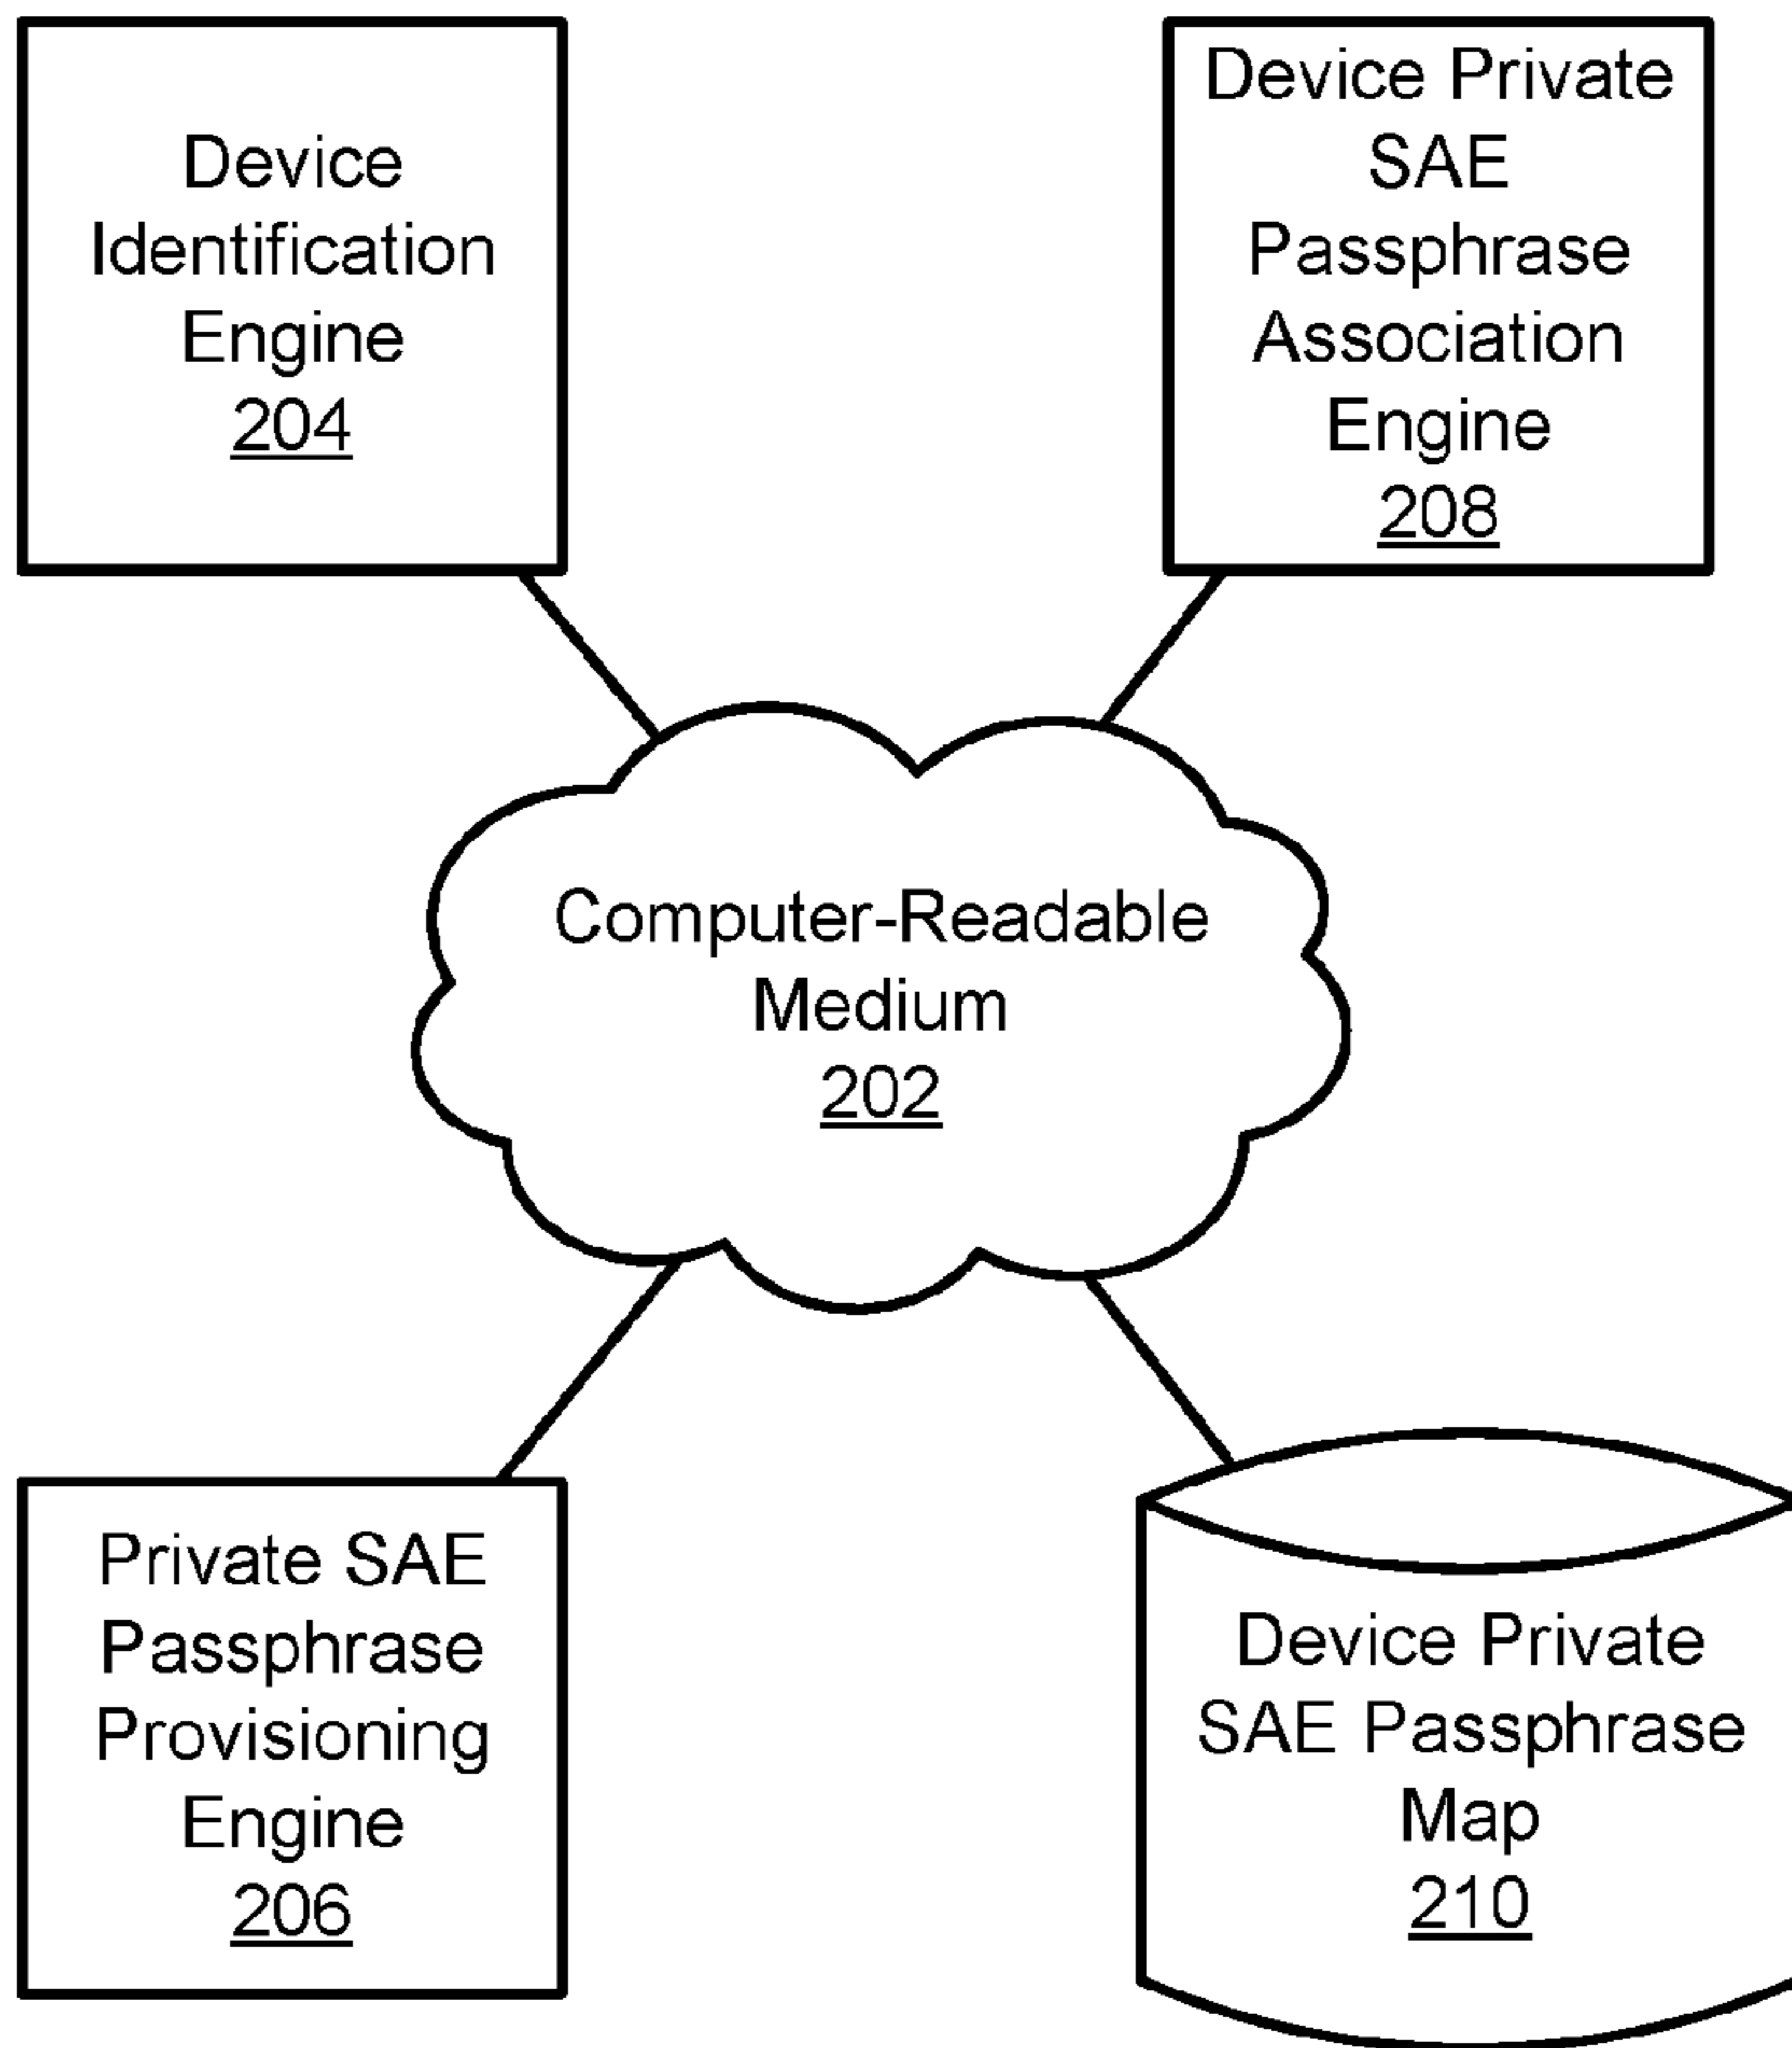 Device
Identification
Engine
204
Device Private
SAE
Passphrase
Association
Engine
208
Computer-Readable
Medium
202
Private SAE
Passphrase
Provisioning
Engine
206
Device Private
SAE Passphrase
Map
210